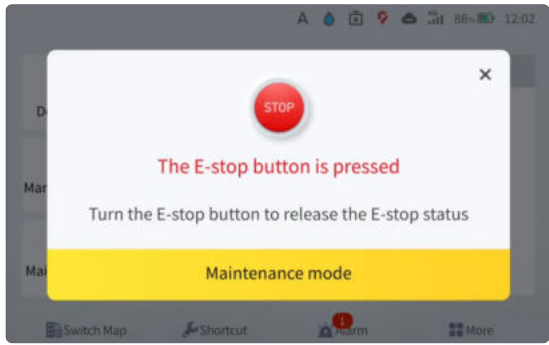 A 86% 12:02
STOP
The E-stop button is pressed
Turn the E-stop button to release the E-stop status
Maintenance mode
Switch Map Shortcut 1 Alarm More